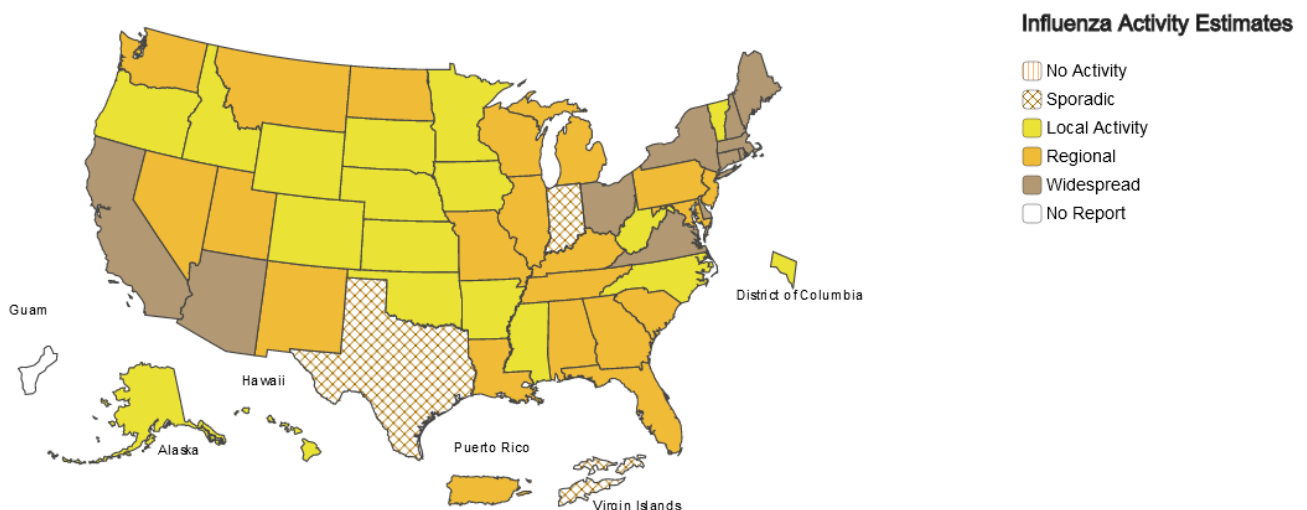 Influenza Activity Estimates
No Activity
Sporadic
Local Activity
Regional
Widespread
No Report
District of Columbia
Guam
Hawaii
Alaska
Puerto Rico
Virgin Islands